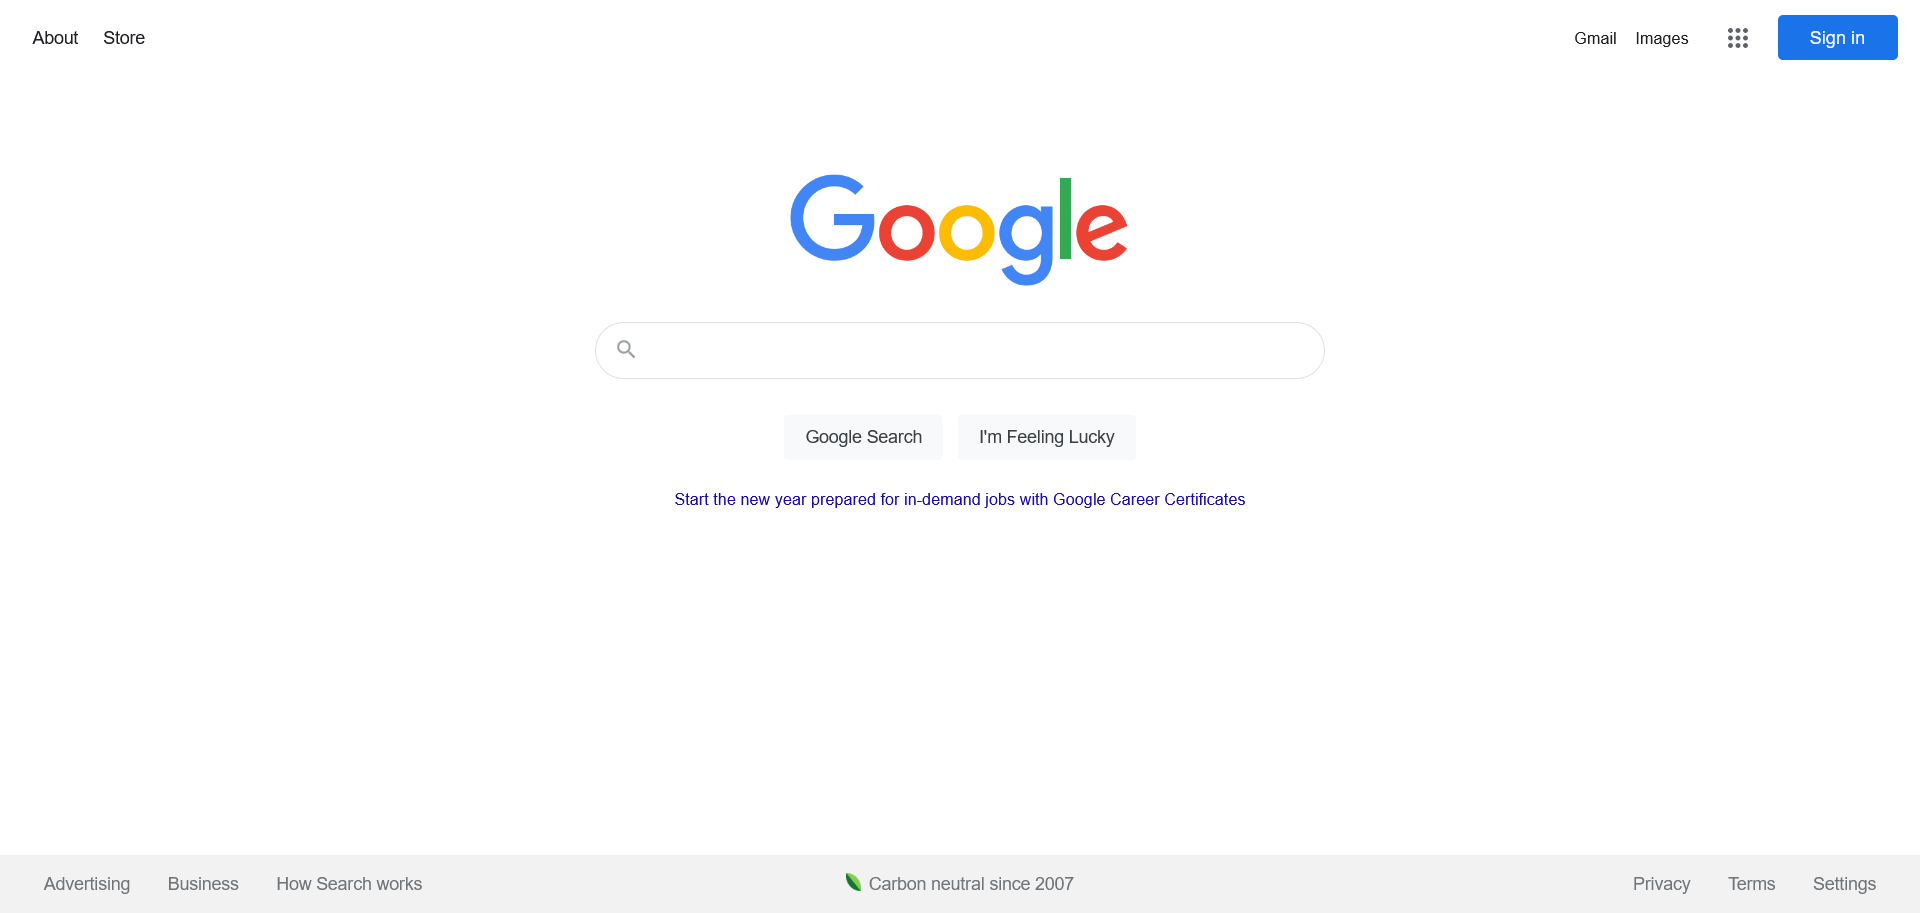 About Store Gmail Images Sign in
Google
Google Search I'm Feeling Lucky
Start the new year prepared for in-demand jobs with Google Career Certificates
Advertising Business How Search works Carbon neutral since 2007 Privacy Terms Settings